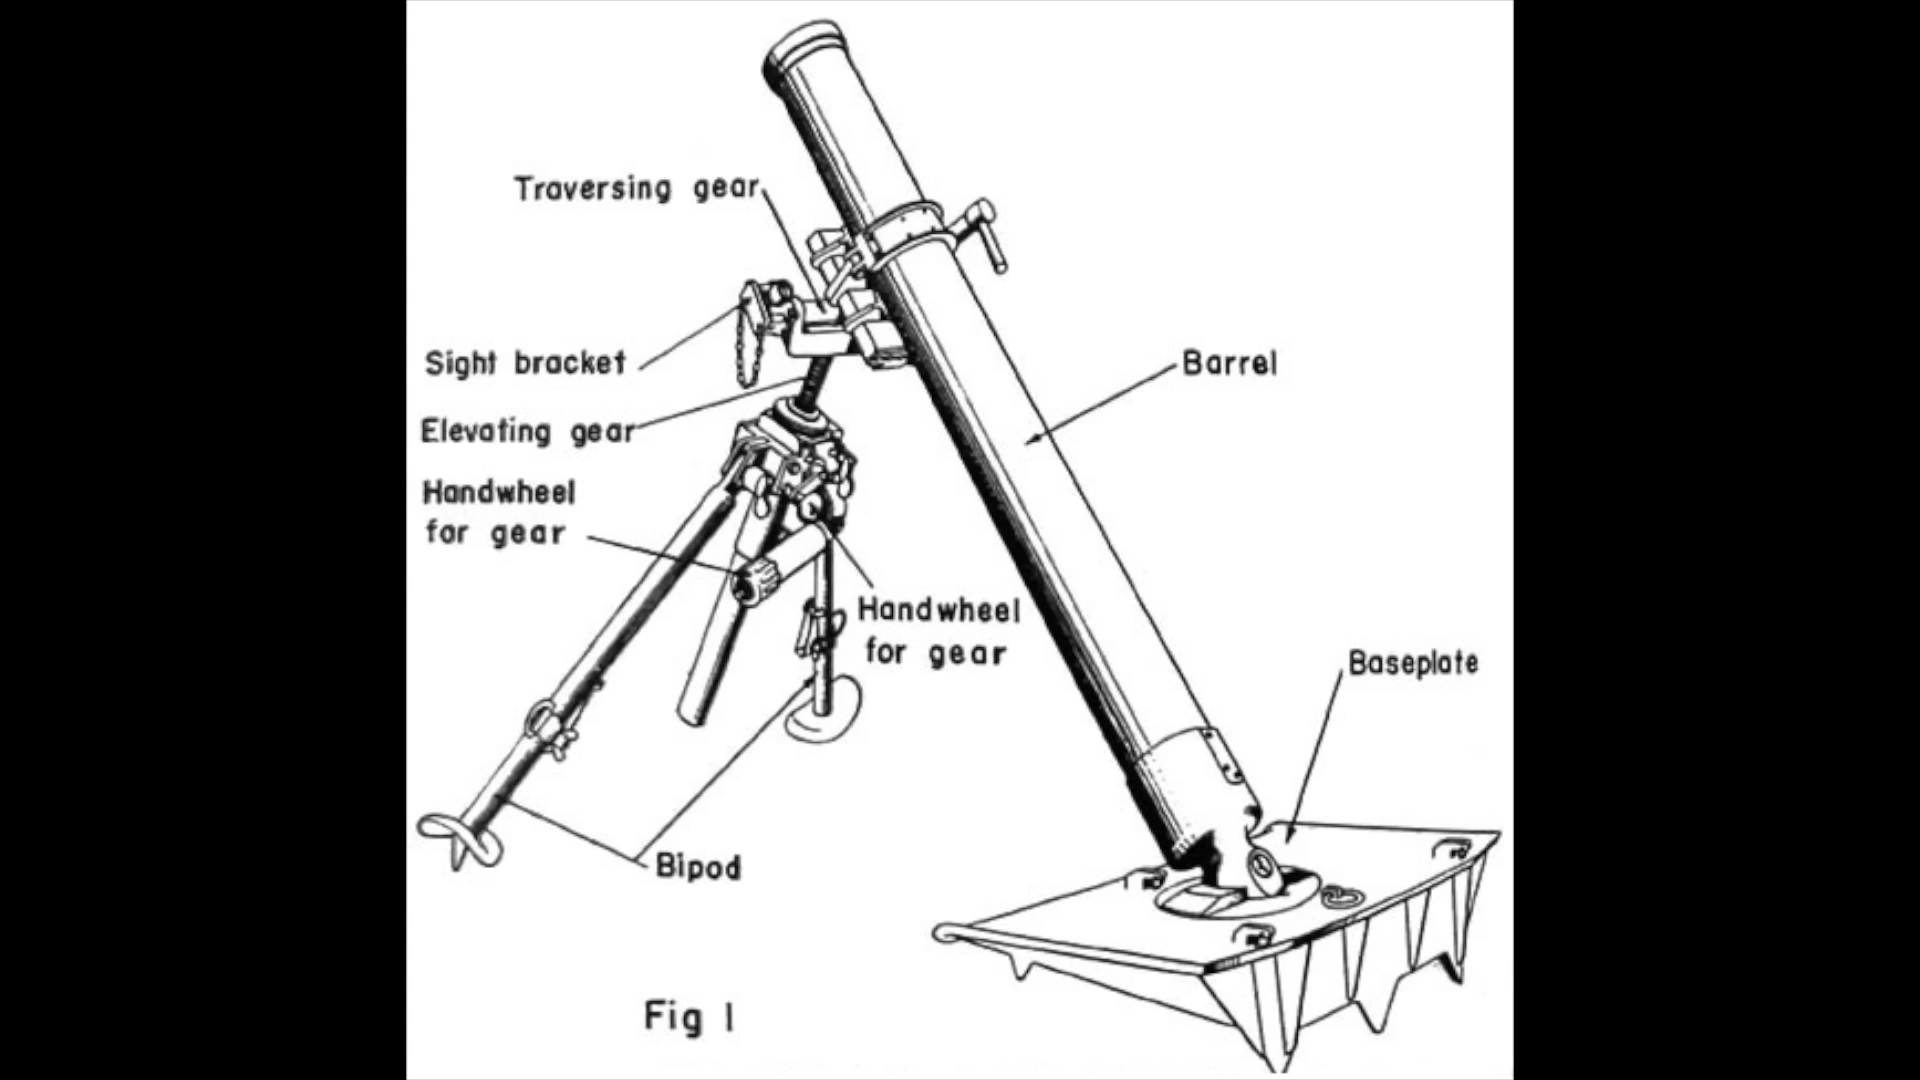 Traversing gear
Sight bracket
Barrel
Elevating gear
Handwheel
for gear
Handwheel
for gear
Baseplate
Bipod
Fig 1